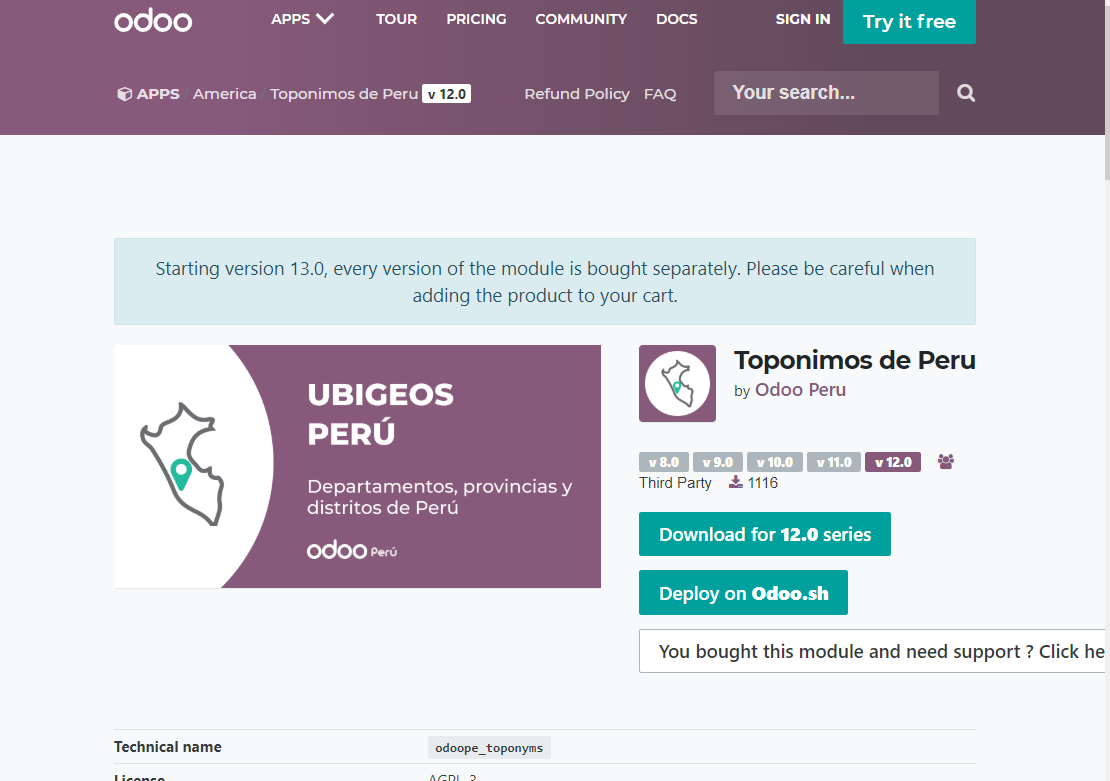 odoo
APPS TOUR PRICING COMMUNITY DOCS SIGN IN Try it free
APPS / America / Toponimos de Peru v 12.0 Refund Policy FAQ Your search...
Starting version 13.0, every version of the module is bought separately. Please be careful when
adding the product to your cart.
UBIGEOS
PERÚ
Departamentos, provincias y
distritos de Perú
odoo Perú
Toponimos de Peru
by Odoo Peru
v 8.0 v 9.0 v 10.0 v 11.0 v 12.0
Third Party 1116
Download for 12.0 series
Deploy on Odoo.sh
You bought this module and need support ? Click he
Technical name odoope_toponyms
License AGPL-3